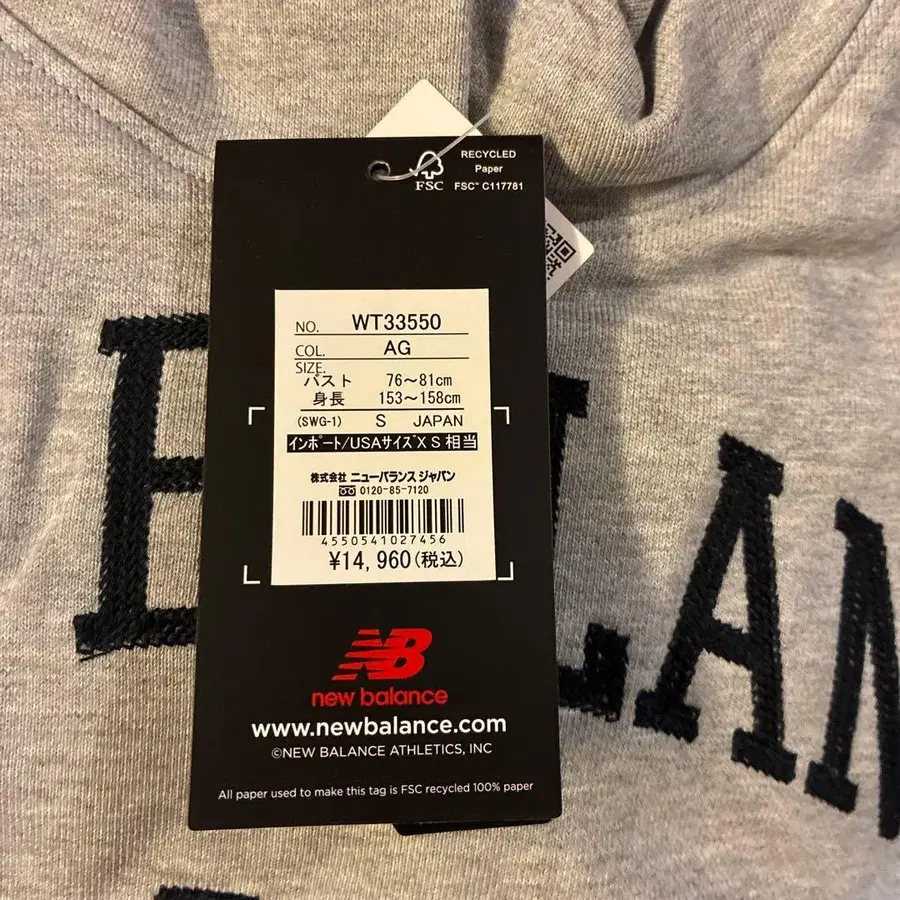 RECYCLED
Paper
FSC™ C117781
FSC
NO. WT33550
COL. AG
SIZE.
バスト 76～81cm
身長 153～158cm
(SWG-1) S JAPAN
インポート/USAサイズXS相当
株式会社 ニューバランス ジャパン
0120-85-7120
4550541027456
¥14,960(税込)
NB
new balance
www.newbalance.com
©NEW BALANCE ATHLETICS, INC
All paper used to make this tag is FSC recycled 100% paper
LAN